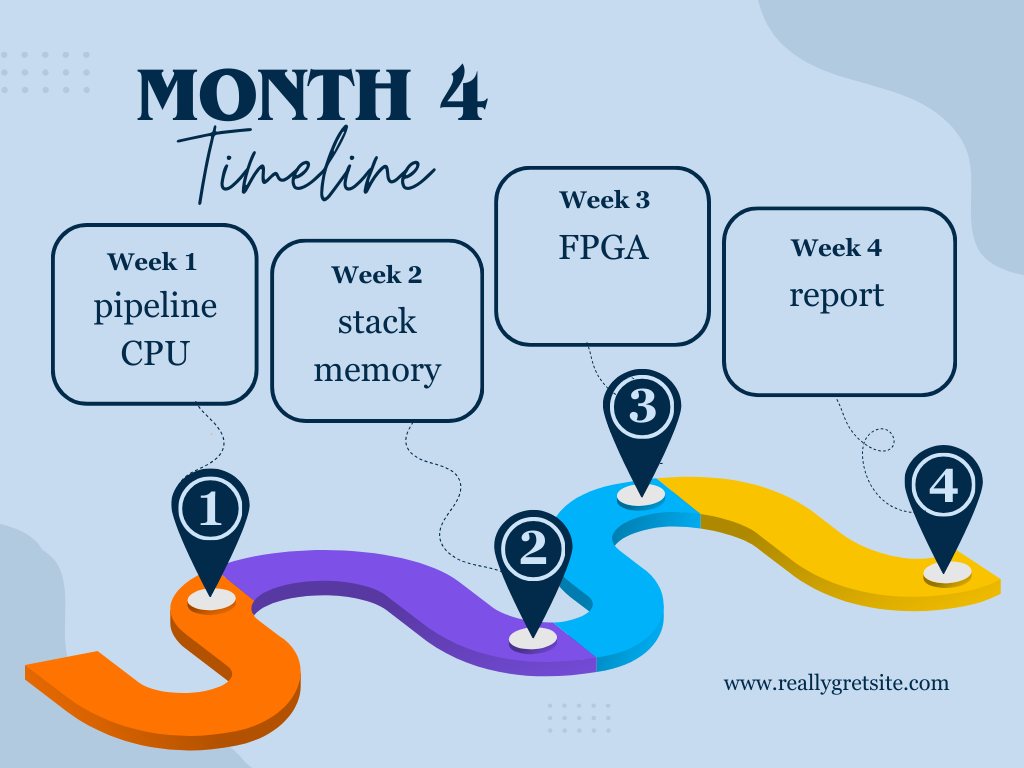 MONTH 4
Timeline
Week 1
pipeline
CPU
Week 2
stack
memory
Week 3
FPGA
Week 4
report
1
2
3
4
www.reallygretsite.com